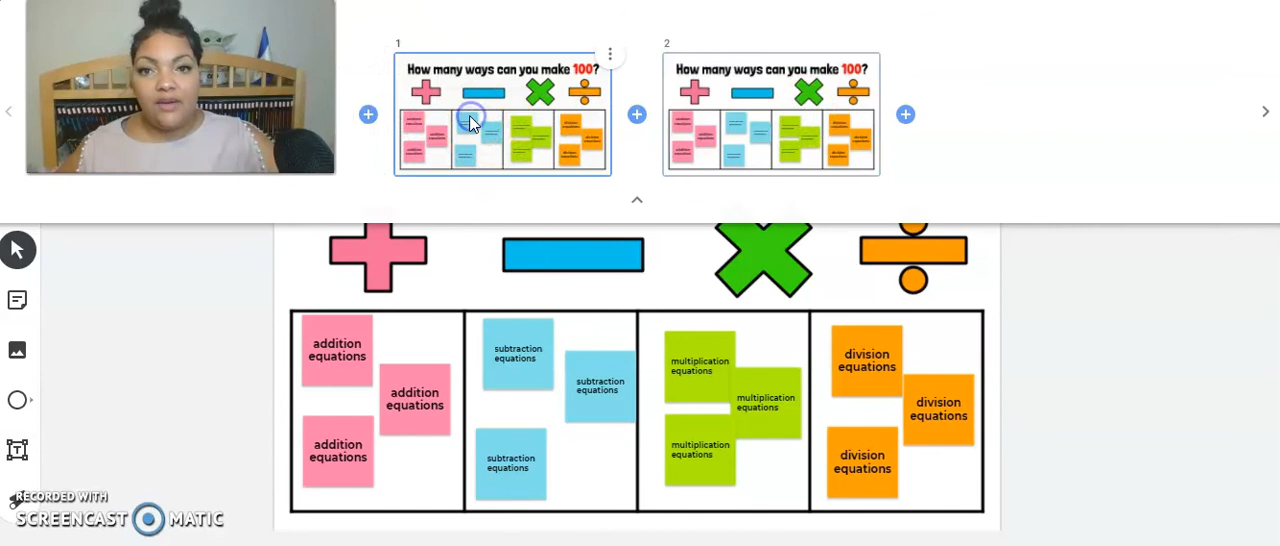 1
2
How many ways can you make 100?
How many ways can you make 100?
addition
equations
addition
equations
addition
equations
subtraction
equations
subtraction
equations
subtraction
equations
multiplication
equations
multiplication
equations
multiplication
equations
division
equations
division
equations
division
equations
RECORDED WITH
SCREENCAST MATIC